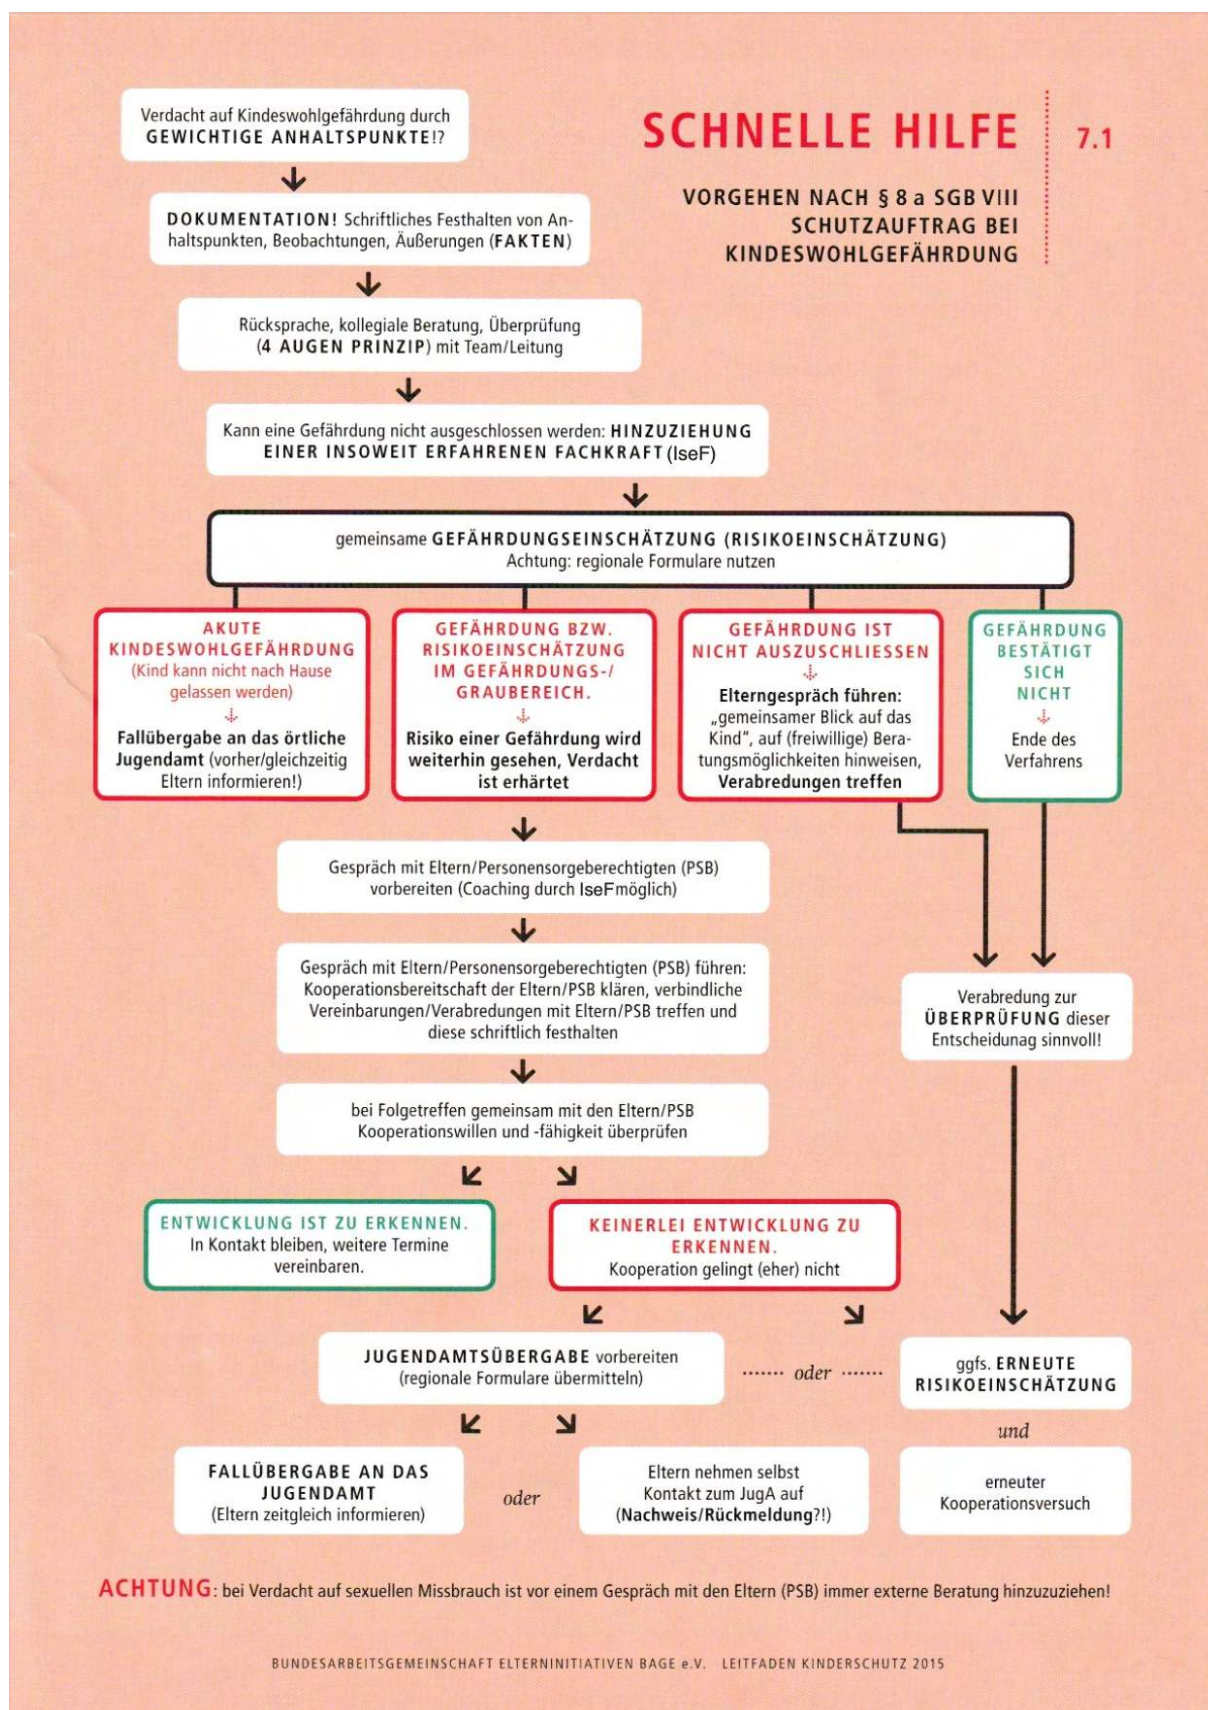 SCHNELLE HILFE
7.1
VORGEHEN NACH § 8 a SGB VIII
SCHUTZAUFTRAG BEI
KINDESWOHLGEFÄHRDUNG
Verdacht auf Kindeswohlgefährdung durch
GEWICHTIGE ANHALTSPUNKTE!?
DOKUMENTATION! Schriftliches Festhalten von An-
haltspunkten, Beobachtungen, Äußerungen (FAKTEN)
Rücksprache, kollegiale Beratung, Überprüfung
(4 AUGEN PRINZIP) mit Team/Leitung
Kann eine Gefährdung nicht ausgeschlossen werden: HINZUZIEHUNG
EINER INSOWEIT ERFAHRENEN FACHKRAFT (IseF)
gemeinsame GEFÄHRDUNGSEINSCHÄTZUNG (RISIKOEINSCHÄTZUNG)
Achtung: regionale Formulare nutzen
AKUTE
KINDESWOHLGEFÄHRDUNG
(Kind kann nicht nach Hause
gelassen werden)
Fallübergabe an das örtliche
Jugendamt (vorher/gleichzeitig
Eltern informieren!)
GEFÄHRDUNG BZW.
RISIKOEINSCHÄTZUNG
IM GEFÄHRDUNGS-/
GRAUBEREICH.
Risiko einer Gefährdung wird
weiterhin gesehen, Verdacht
ist erhärtet
GEFÄHRDUNG IST
NICHT AUSZUSCHLIESSEN
Elterngespräch führen:
„gemeinsamer Blick auf das
Kind“, auf (freiwillige) Bera-
tungsmöglichkeiten hinweisen,
Verabredungen treffen
GEFÄHRDUNG
BESTÄTIGT
SICH
NICHT
Ende des
Verfahrens
Gespräch mit Eltern/Personensorgeberechtigten (PSB)
vorbereiten (Coaching durch IseFmöglich)
Gespräch mit Eltern/Personensorgeberechtigten (PSB) führen:
Kooperationsbereitschaft der Eltern/PSB klären, verbindliche
Vereinbarungen/Verabredungen mit Eltern/PSB treffen und
diese schriftlich festhalten
Verabredung zur
ÜBERPRÜFUNG dieser
Entscheidunag sinnvoll!
bei Folgetreffen gemeinsam mit den Eltern/PSB
Kooperationswillen und -fähigkeit überprüfen
ENTWICKLUNG IST ZU ERKENNEN.
In Kontakt bleiben, weitere Termine
vereinbaren.
KEINERLEI ENTWICKLUNG ZU
ERKENNEN.
Kooperation gelingt (eher) nicht
JUGENDAMTSÜBERGABE vorbereiten
(regionale Formulare übermitteln)
....... oder .......
ggfs. ERNEUTE
RISIKOEINSCHÄTZUNG
und
FALLÜBERGABE AN DAS
JUGENDAMT
(Eltern zeitgleich informieren)
oder
Eltern nehmen selbst
Kontakt zum JugA auf
(Nachweis/Rückmeldung?!)
erneuter
Kooperationsversuch
ACHTUNG: bei Verdacht auf sexuellen Missbrauch ist vor einem Gespräch mit den Eltern (PSB) immer externe Beratung hinzuzuziehen!
BUNDESARBEITSGEMEINSCHAFT ELTERNINITIATIVEN BAGE e.V. LEITFADEN KINDERSCHUTZ 2015